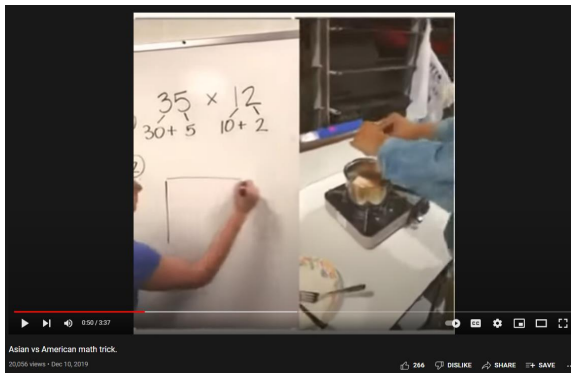 35 × 12
30 + 5 10 + 2
2
0:50 / 3:37
CC
Asian vs American math trick.
20,056 views • Dec 10, 2019
266 DISLIKE SHARE SAVE